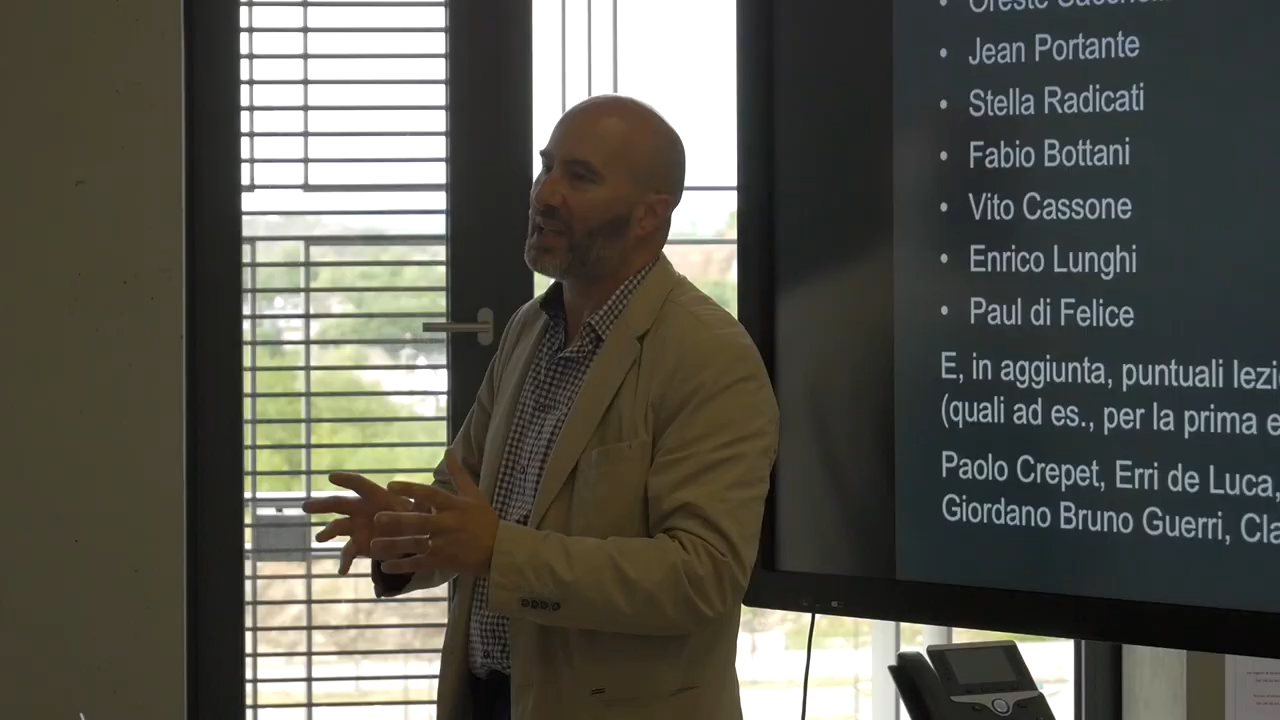 • Jean Portante
• Stella Radicati
• Fabio Bottani
• Vito Cassone
• Enrico Lunghi
• Paul di Felice
E, in aggiunta, puntuali
(quali ad es., per la prima
Paolo Crepet, Erri de Luca,
Giordano Bruno Guerri,